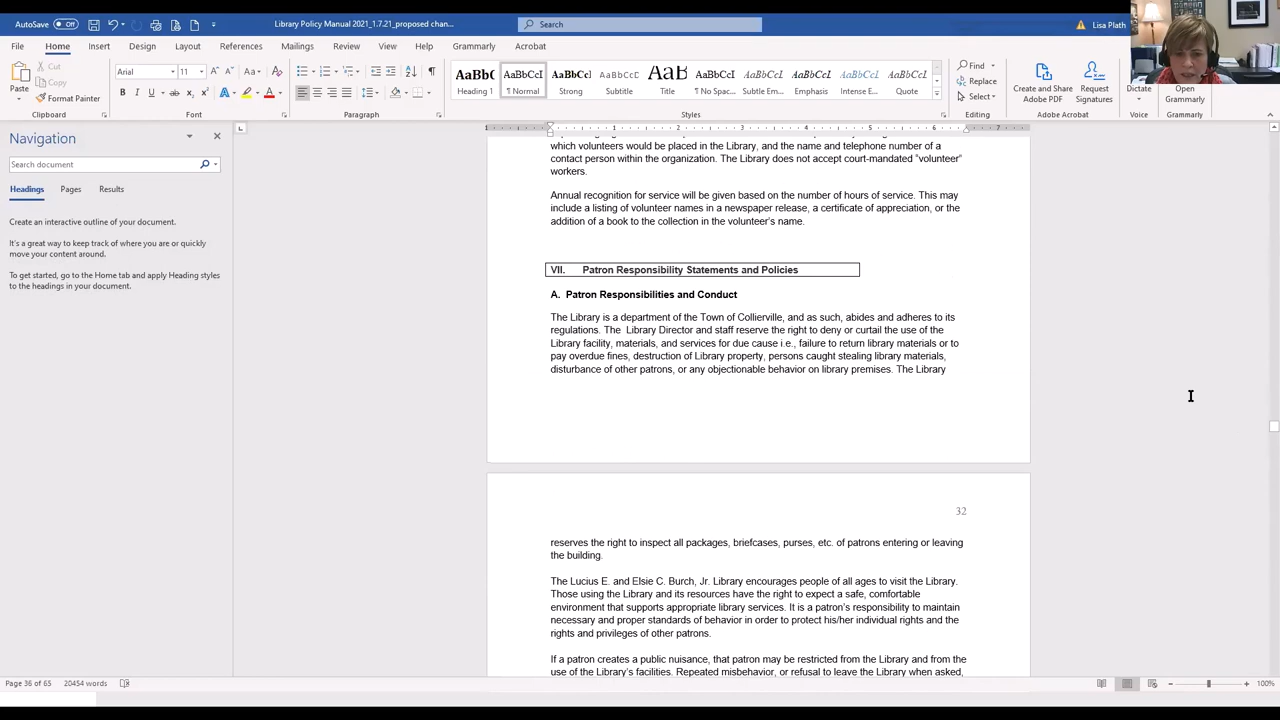 AutoSave Off Library Policy Manual 2021_1.7.21_proposed chan... Search Lisa Plath
File Home Insert Design Layout References Mailings Review View Help Grammarly Acrobat
Paste Cut Copy Format Painter
Clipboard
Arial 11
Font
Paragraph
AaBbC AaBbCcI AaBbCc AaBbCcD AaB AaBbCcI AaBbCcI AaBbCcI AaBbCcI AaBbCcI
Heading 1 ¶ Normal Strong Subtitle Title ¶ No Spac... Subtle Em... Emphasis Intense E... Quote
Styles
Find
Replace
Select
Editing
Create and Share Adobe PDF
Request Signatures
Adobe Acrobat
Dictate
Voice
Open Grammarly
Grammarly
Navigation
Search document
Headings Pages Results
Create an interactive outline of your document.
It's a great way to keep track of where you are or quickly
move your content around.
To get started, go to the Home tab and apply Heading styles
to the headings in your document.
which volunteers would be placed in the Library, and the name and telephone number of a
contact person within the organization. The Library does not accept court-mandated "volunteer"
workers.
Annual recognition for service will be given based on the number of hours of service. This may
include a listing of volunteer names in a newspaper release, a certificate of appreciation, or the
addition of a book to the collection in the volunteer's name.
VII. Patron Responsibility Statements and Policies
A. Patron Responsibilities and Conduct
The Library is a department of the Town of Collierville, and as such, abides and adheres to its
regulations. The Library Director and staff reserve the right to deny or curtail the use of the
Library facility, materials, and services for due cause i.e., failure to return library materials or to
pay overdue fines, destruction of Library property, persons caught stealing library materials,
disturbance of other patrons, or any objectionable behavior on library premises. The Library
32
reserves the right to inspect all packages, briefcases, purses, etc. of patrons entering or leaving
the building.
The Lucius E. and Elsie C. Burch, Jr. Library encourages people of all ages to visit the Library.
Those using the Library and its resources have the right to expect a safe, comfortable
environment that supports appropriate library services. It is a patron's responsibility to maintain
necessary and proper standards of behavior in order to protect his/her individual rights and the
rights and privileges of other patrons.
If a patron creates a public nuisance, that patron may be restricted from the Library and from the
use of the Library's facilities. Repeated misbehavior, or refusal to leave the Library when asked,
Page 36 of 65 20454 words 100%